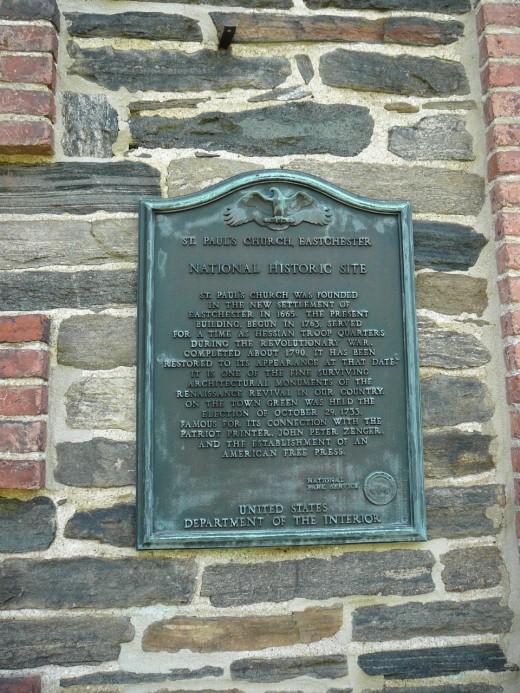 ST. PAUL'S CHURCH, EASTCHESTER
NATIONAL HISTORIC SITE
ST. PAUL'S CHURCH WAS FOUNDED
IN THE NEW SETTLEMENT OF
EASTCHESTER IN 1665. THE PRESENT
BUILDING, BEGUN IN 1763, SERVED
FOR A TIME AS HESSIAN TROOP QUARTERS
DURING THE REVOLUTIONARY WAR.
COMPLETED ABOUT 1790, IT HAS BEEN
RESTORED TO ITS APPEARANCE AT THAT DATE.
IT IS ONE OF THE FINE SURVIVING
ARCHITECTURAL MONUMENTS OF THE
RENAISSANCE REVIVAL IN OUR COUNTRY.
ON THE TOWN GREEN WAS HELD THE
ELECTION OF OCTOBER 29, 1733,
FAMOUS FOR ITS CONNECTION WITH THE
PATRIOT PRINTER, JOHN PETER ZENGER,
AND THE ESTABLISHMENT OF AN
AMERICAN FREE PRESS.
NATIONAL
PARK SERVICE
UNITED STATES
DEPARTMENT OF THE INTERIOR